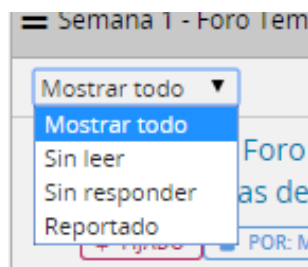 Semana 1 - Foro Tem
Mostrar todo
Mostrar todo
Sin leer
Foro
Sin responder
as de
Reportado
POR: M